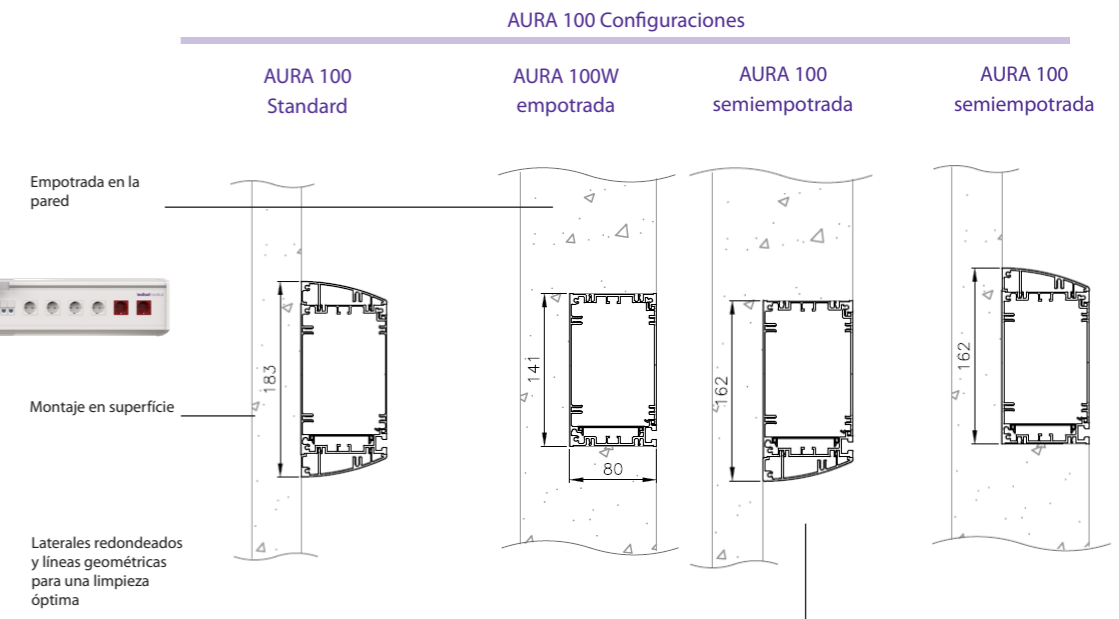 AURA 100 Configuraciones
AURA 100
Standard
AURA 100W
empotrada
AURA 100
semiempotrada
AURA 100
semiempotrada
Empotrada en la
pared
Montaje en superfície
Laterales redondeados
y líneas geométricas
para una limpieza
óptima
183
141
80
162
162